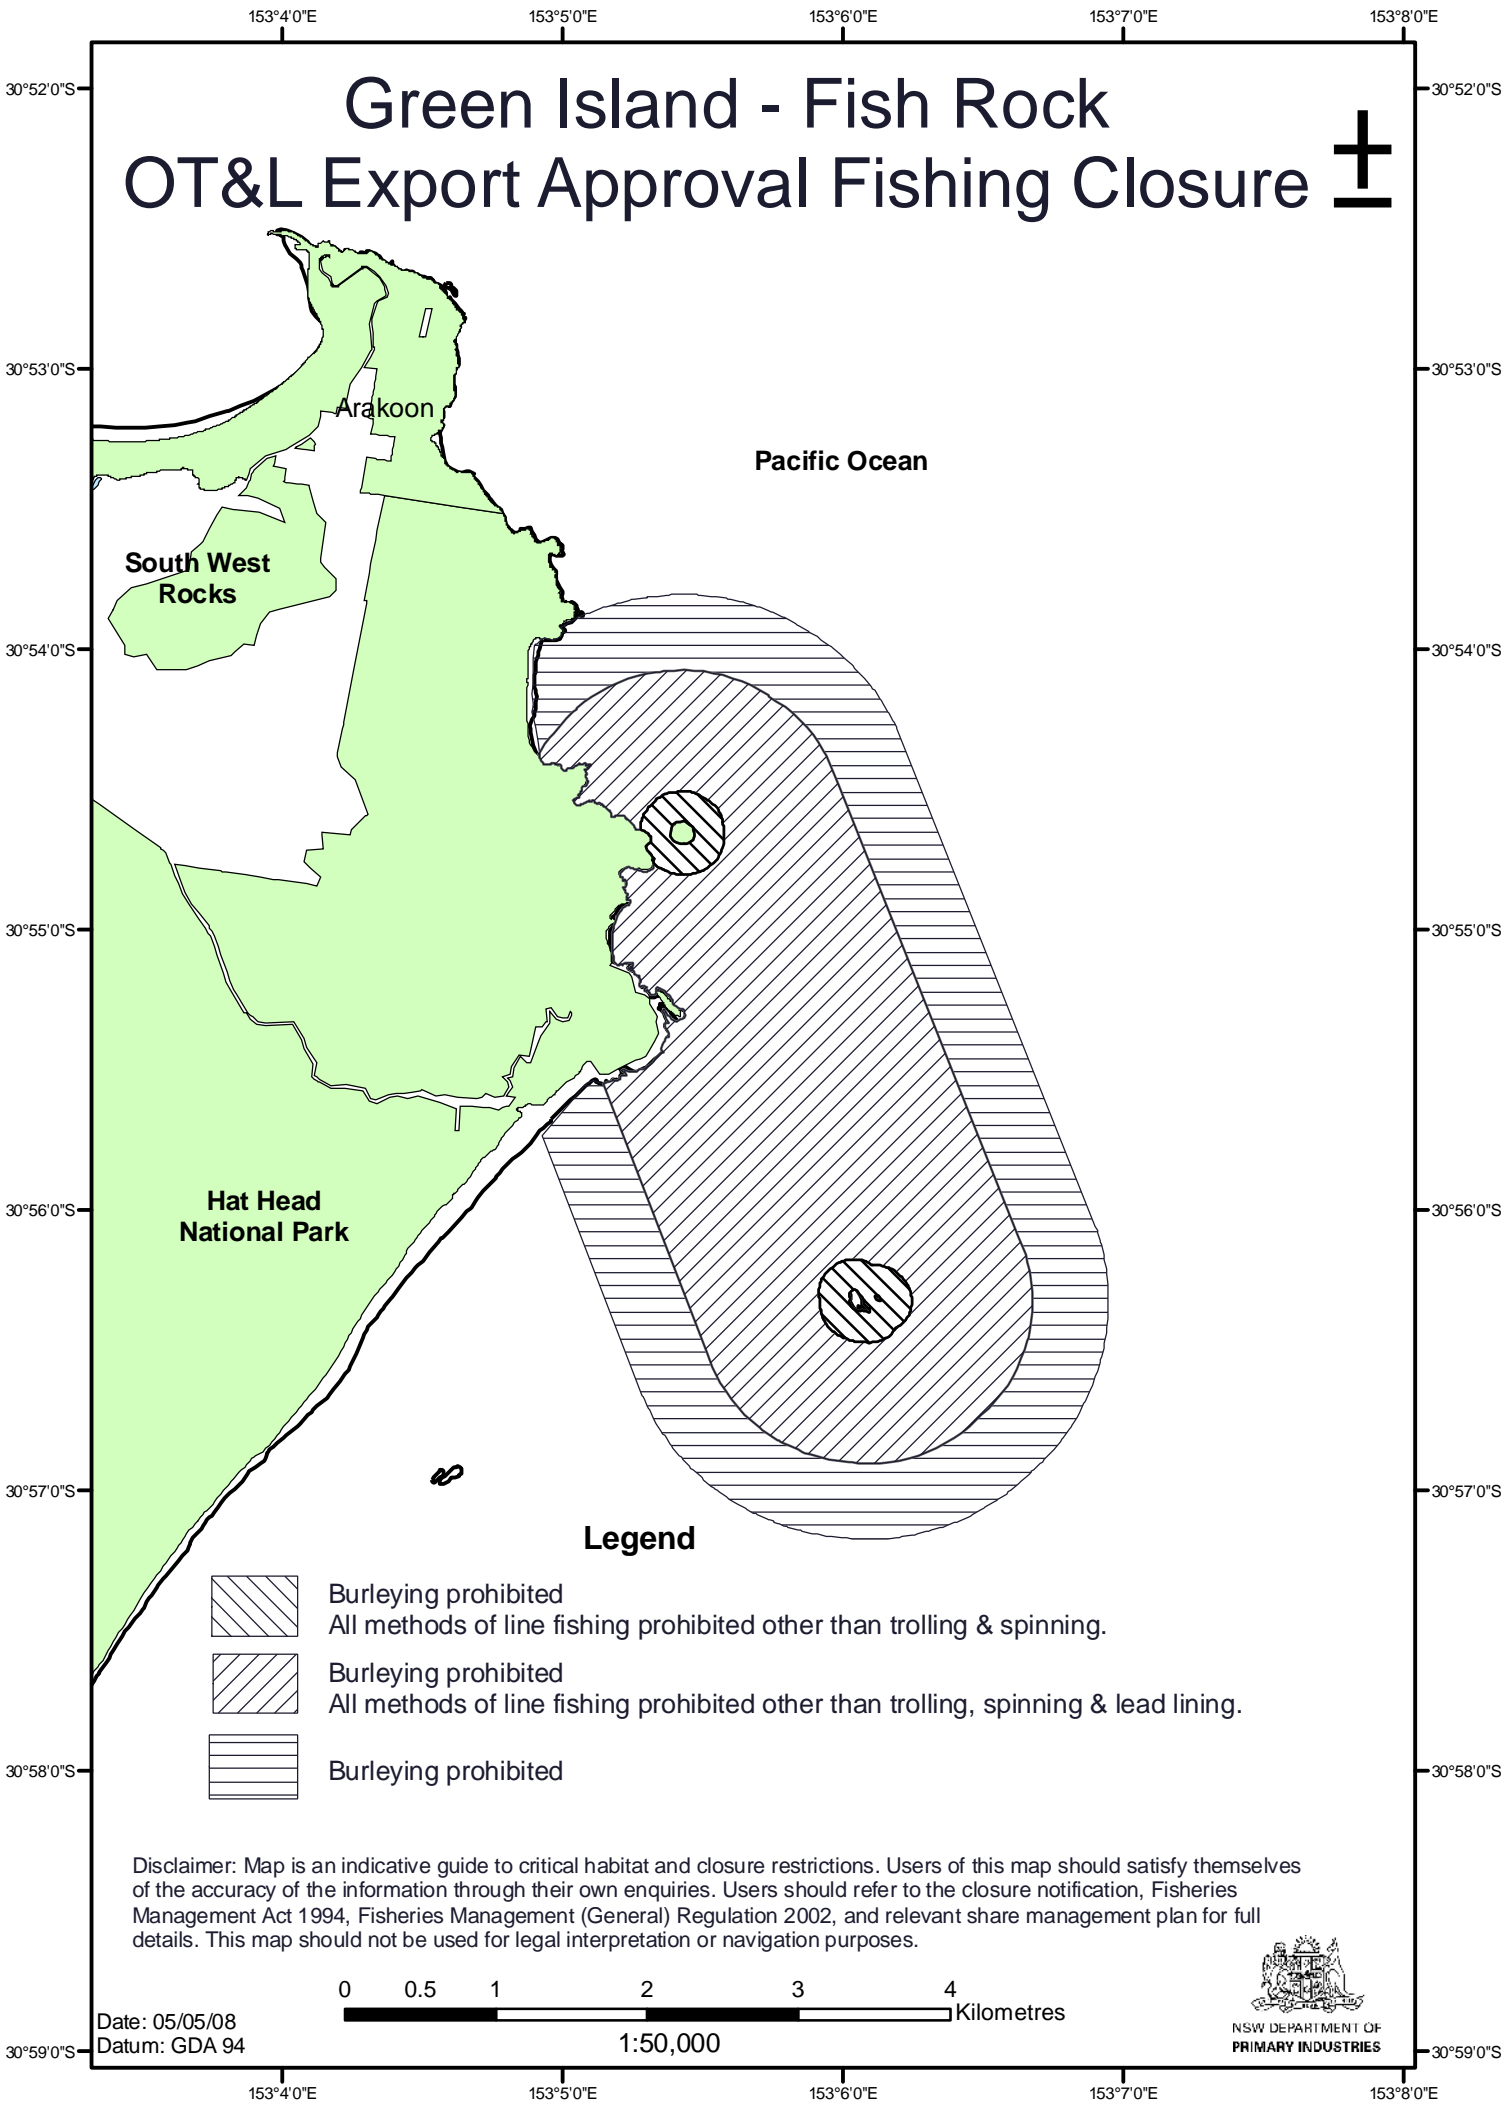 153°4'0"E
153°5'0"E
153°6'0"E
153°7'0"E
153°8'0"E
30°52'0"S
30°52'0"S
Green Island - Fish Rock
OT&L Export Approval Fishing Closure ±
30°53'0"S
30°53'0"S
Arakoon
Pacific Ocean
South West
Rocks
30°54'0"S
30°54'0"S
30°55'0"S
30°55'0"S
Hat Head
National Park
30°56'0"S
30°56'0"S
30°57'0"S
30°57'0"S
Legend
Burleying prohibited
All methods of line fishing prohibited other than trolling & spinning.
Burleying prohibited
All methods of line fishing prohibited other than trolling, spinning & lead lining.
Burleying prohibited
30°58'0"S
30°58'0"S
Disclaimer: Map is an indicative guide to critical habitat and closure restrictions. Users of this map should satisfy themselves
of the accuracy of the information through their own enquiries. Users should refer to the closure notification, Fisheries
Management Act 1994, Fisheries Management (General) Regulation 2002, and relevant share management plan for full
details. This map should not be used for legal interpretation or navigation purposes.
0 0.5 1 2 3 4
Kilometres
1:50,000
Date: 05/05/08
Datum: GDA 94
NSW DEPARTMENT OF
PRIMARY INDUSTRIES
30°59'0"S
30°59'0"S
153°4'0"E
153°5'0"E
153°6'0"E
153°7'0"E
153°8'0"E